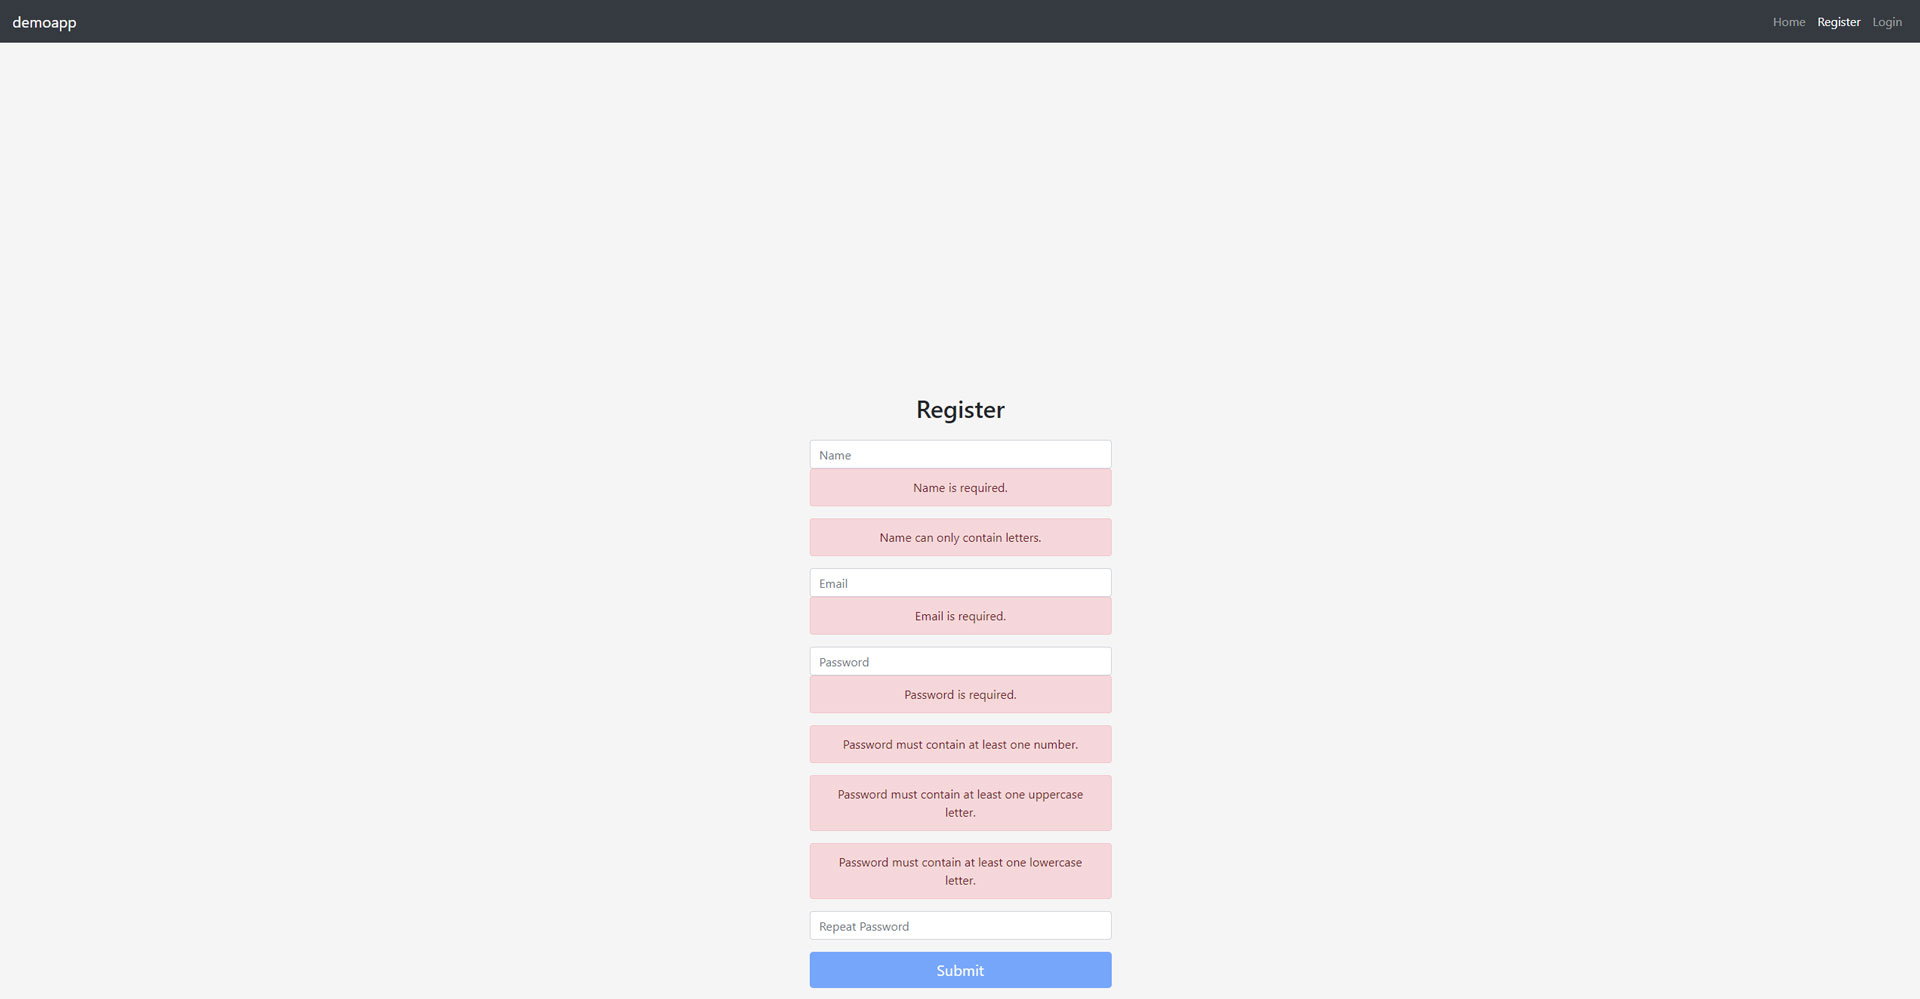 demoapp
Home Register Login
Register
Name
Name is required.
Name can only contain letters.
Email
Email is required.
Password
Password is required.
Password must contain at least one number.
Password must contain at least one uppercase
letter.
Password must contain at least one lowercase
letter.
Repeat Password
Submit